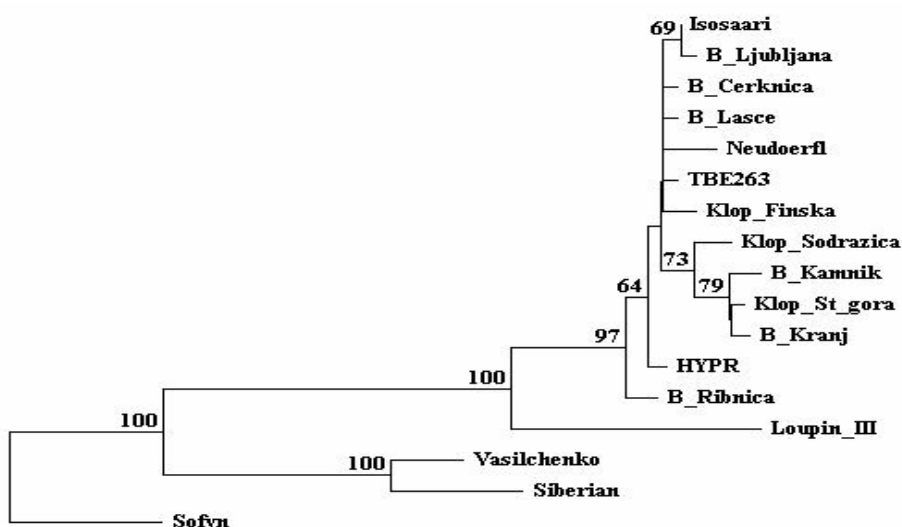 69 Isosaari
B_Ljubljana
B_Cerknica
B_Lasce
Neudoerfl
TBE263
Klop_Finska
Klop_Sodrazica
73
B_Kamnik
79
64
Klop_St_gora
B_Kranj
97
HYPR
100
B_Ribnica
100
Loupin_III
100
Vasilchenko
Siberian
Sofyn